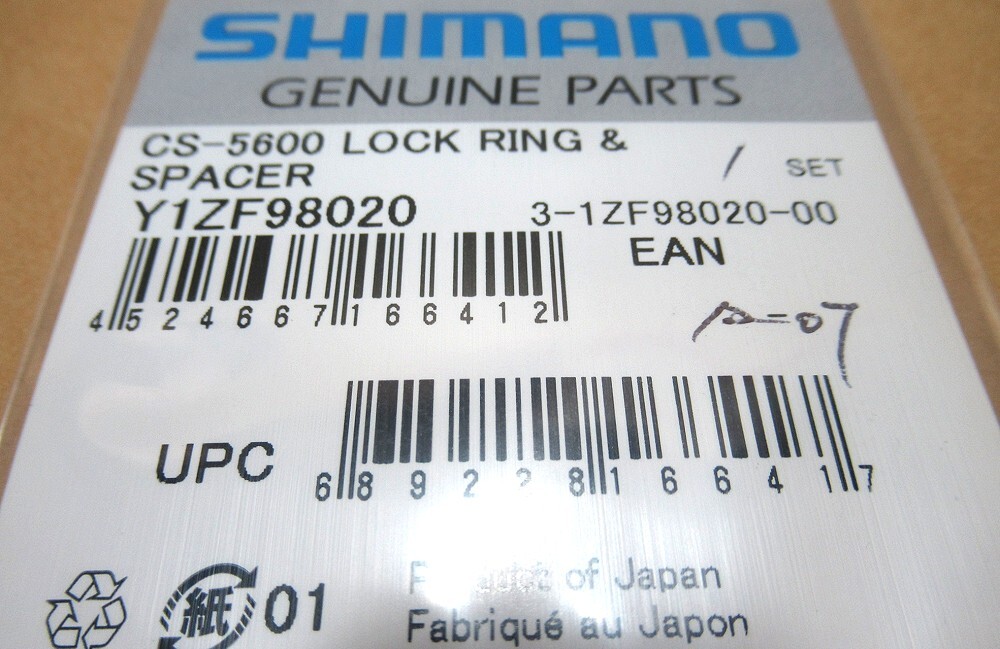 SHIMANO
GENUINE PARTS
CS-5600 LOCK RING &
SPACER
/ SET
Y1ZF98020 3-1ZF98020-00
EAN
4 524667 166412
UPC
6 89228 16641 7
紙 01
Product of Japan
Fabriqué au Japon